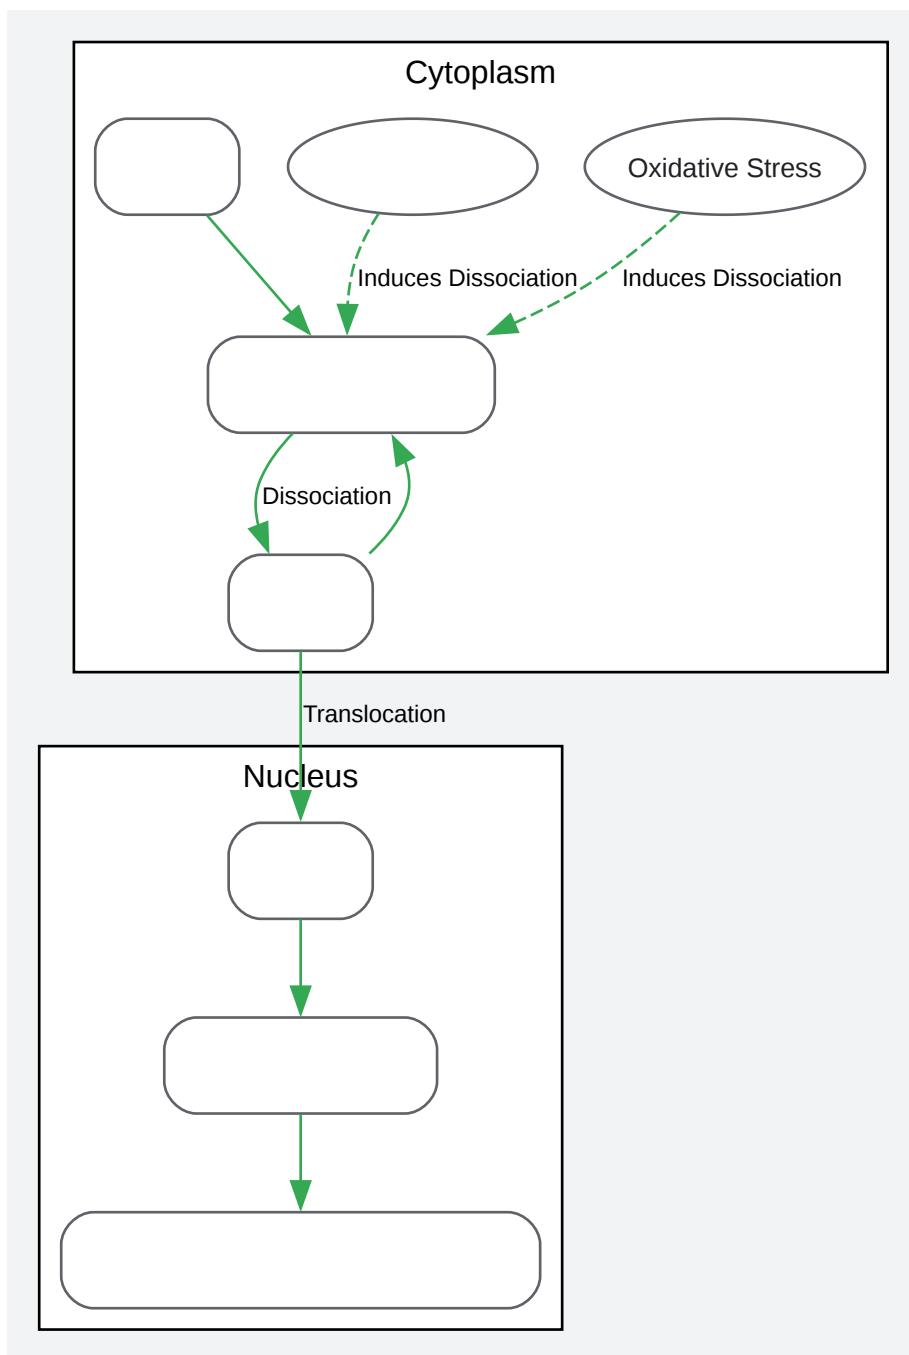 Cytoplasm
Oxidative Stress
Induces Dissociation
Induces Dissociation
Dissociation
Translocation
Nucleus